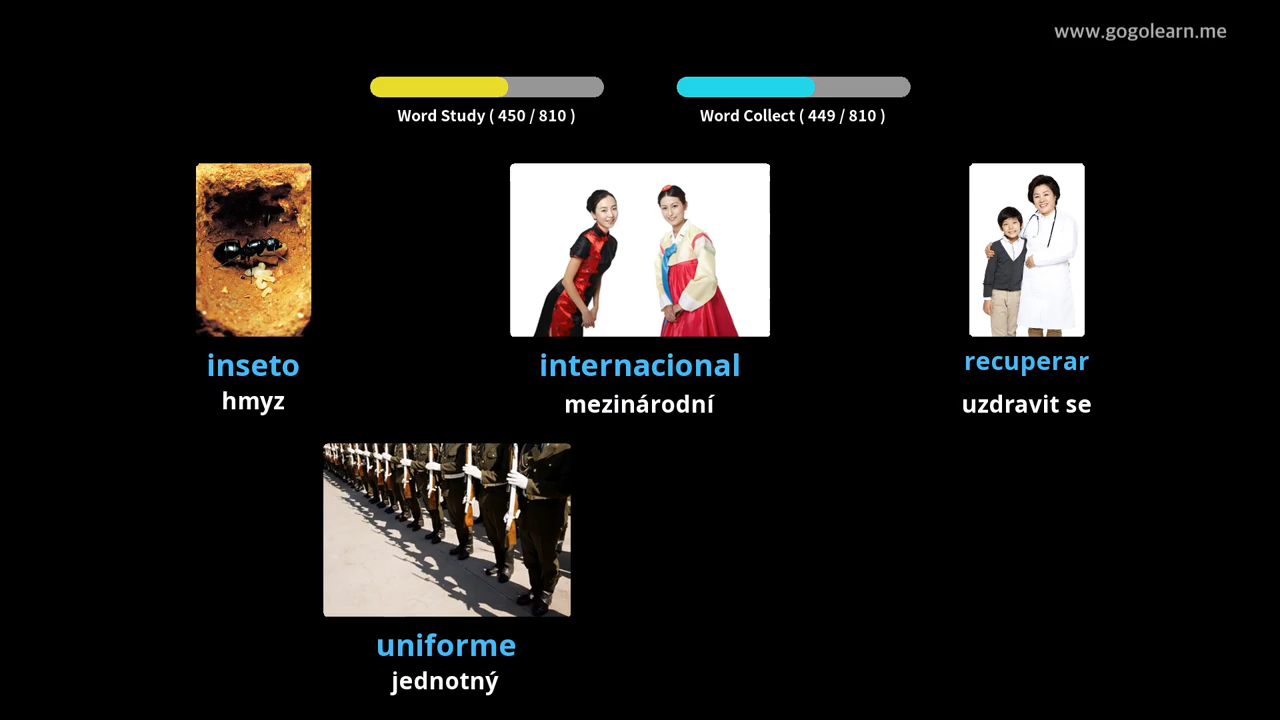 www.gogolearn.me
Word Study ( 450 / 810 )
Word Collect ( 449 / 810 )
inseto
hmyz
internacional
mezinárodní
recuperar
uzdravit se
uniforme
jednotný